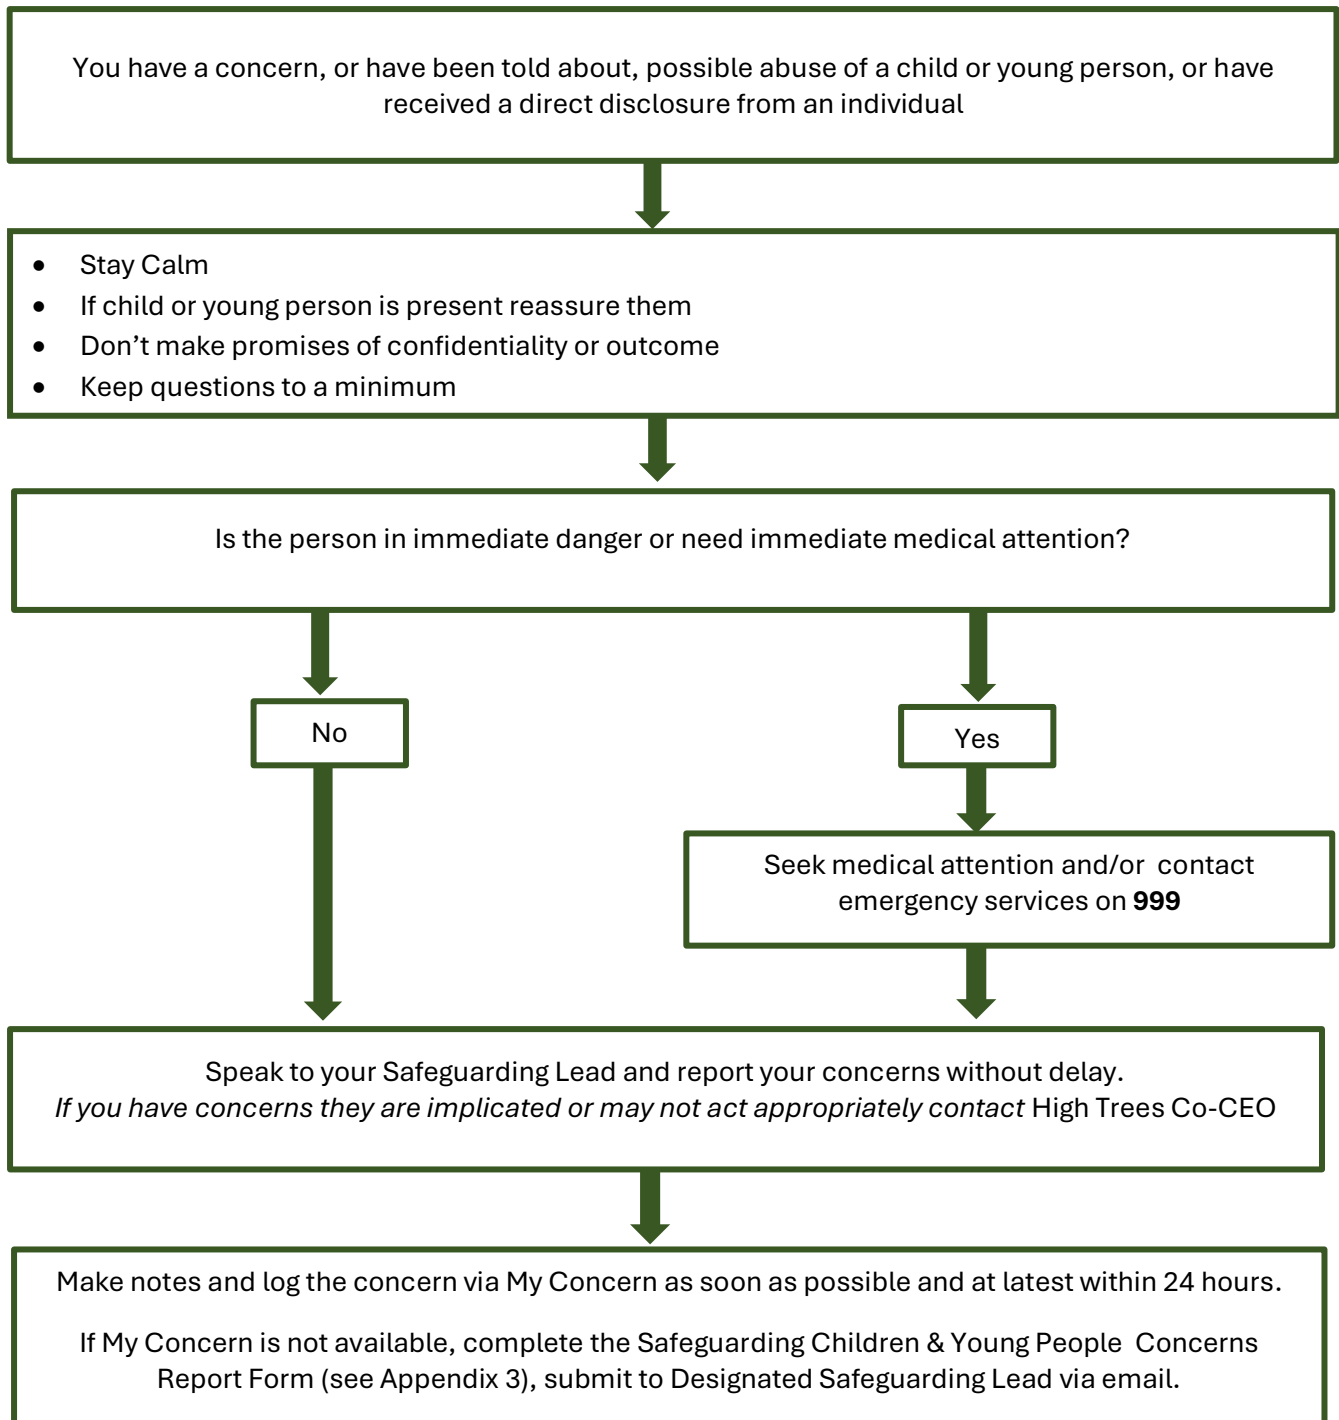 You have a concern, or have been told about, possible abuse of a child or young person, or have
received a direct disclosure from an individual
• Stay Calm
• If child or young person is present reassure them
• Don’t make promises of confidentiality or outcome
• Keep questions to a minimum
Is the person in immediate danger or need immediate medical attention?
No
Yes
Seek medical attention and/or contact
emergency services on 999
Speak to your Safeguarding Lead and report your concerns without delay.
If you have concerns they are implicated or may not act appropriately contact High Trees Co-CEO
Make notes and log the concern via My Concern as soon as possible and at latest within 24 hours.
If My Concern is not available, complete the Safeguarding Children & Young People Concerns
Report Form (see Appendix 3), submit to Designated Safeguarding Lead via email.